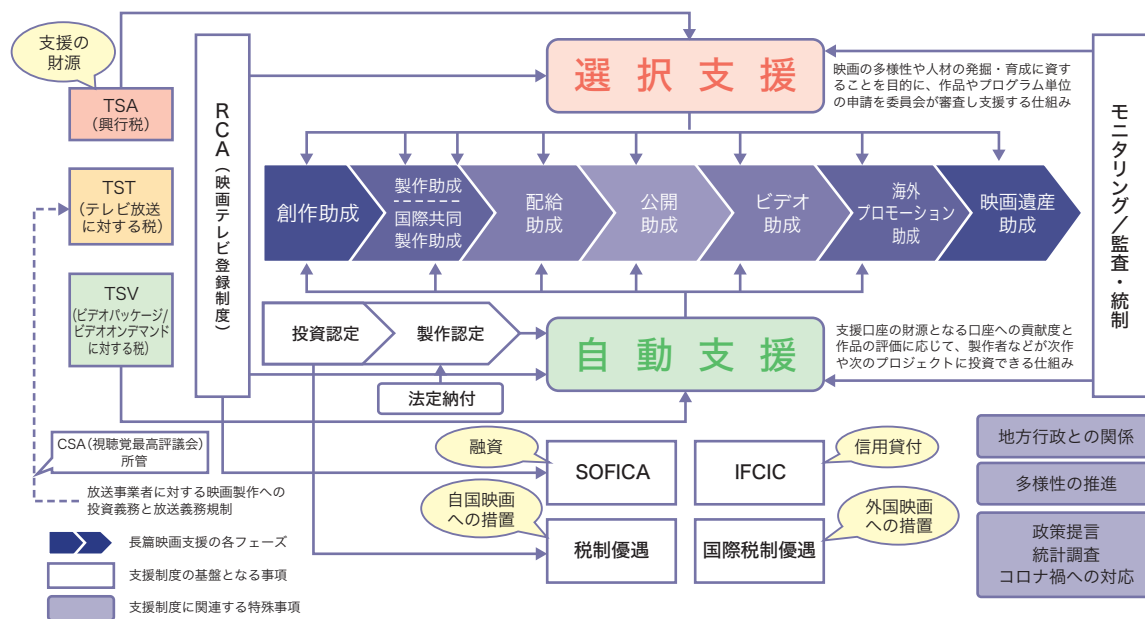 支援の
財源
TSA
（興行税）
TST
（テレビ放送
に対する税）
TSV
（ビデオパッケージ/
ビデオオンデマンド
に対する税）
RCA（映画テレビ登録制度）
選択支援
映画の多様性や人材の発掘・育成に資す
ることを目的に、作品やプログラム単位
の申請を委員会が審査し支援する仕組み
モニタリング／監査・統制
創作助成
製作助成
国際共同
製作助成
配給
助成
公開
助成
ビデオ
助成
海外
プロモーション
助成
映画遺産
助成
投資認定
製作認定
法定納付
自動支援
支援口座の財源となる口座への貢献度と
作品の評価に応じて、製作者などが次作
や次のプロジェクトに投資できる仕組み
CSA（視聴覚最高評議会）
所管
放送事業者に対する映画製作への
投資義務と放送義務規制
融資
SOFICA
IFCIC
信用貸付
自国映画
への措置
税制優遇
国際税制優遇
外国映画
への措置
地方行政との関係
多様性の推進
政策提言
統計調査
コロナ禍への対応
長篇映画支援の各フェーズ
支援制度の基盤となる事項
支援制度に関連する特殊事項